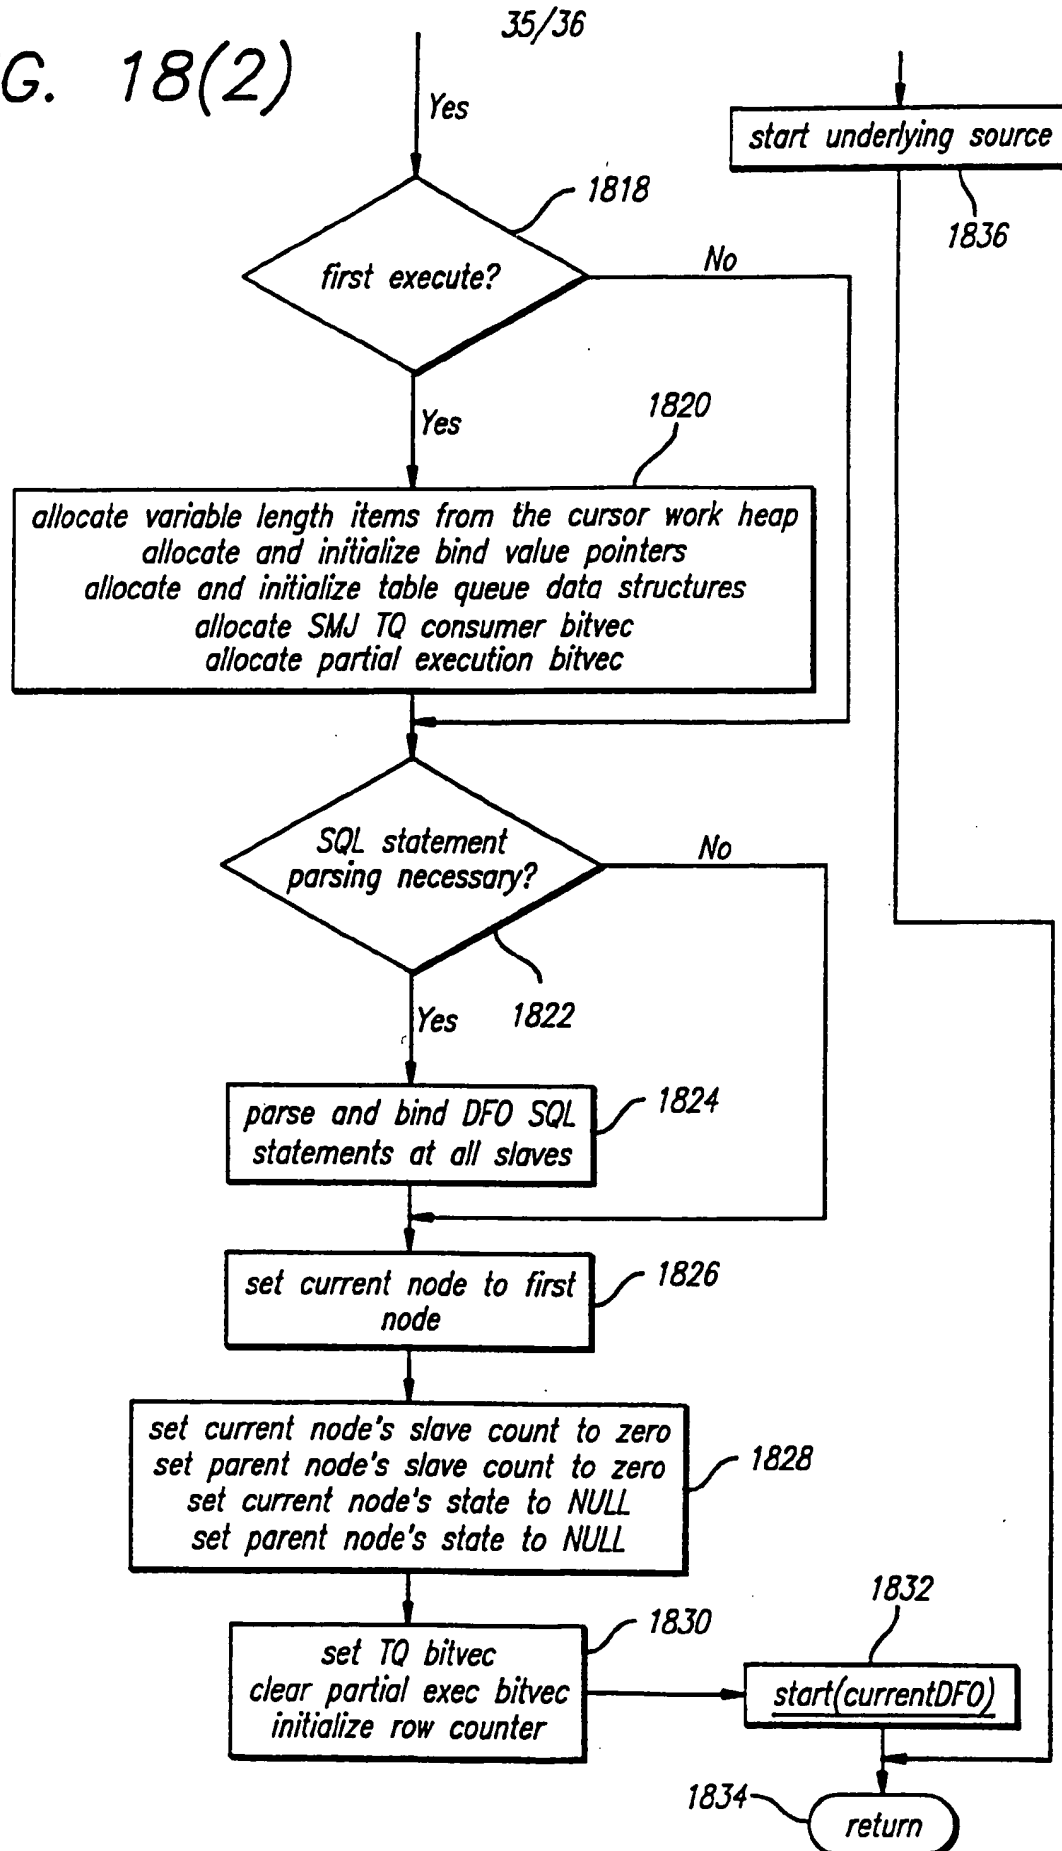 35/36
G. 18(2)
Yes
start underlying source
1836
1818
first execute?
No
Yes
1820
allocate variable length items from the cursor work heap
allocate and initialize bind value pointers
allocate and initialize table queue data structures
allocate SMJ TQ consumer bitvec
allocate partial execution bitvec
SQL statement
parsing necessary?
No
1822
Yes
parse and bind DFO SQL
statements at all slaves
1824
set current node to first
node
1826
set current node's slave count to zero
set parent node's slave count to zero
set current node's state to NULL
set parent node's state to NULL
1828
set TQ bitvec
clear partial exec bitvec
initialize row counter
1830
1832
start(currentDFO)
1834
return